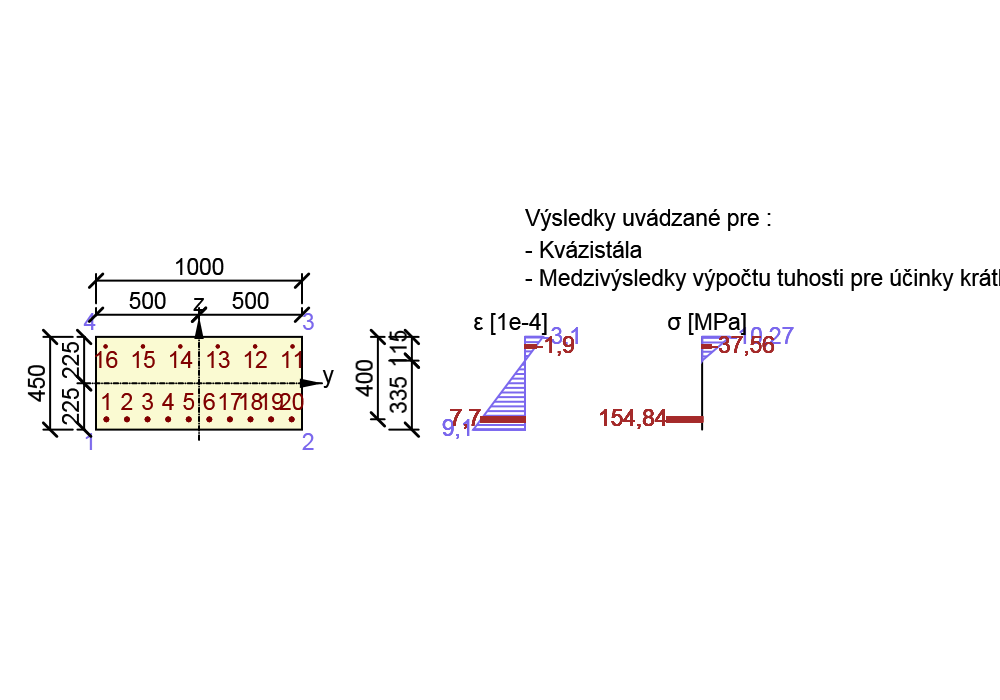 Výsledky uvádzané pre :
- Kvázistála
- Medzivýsledky výpočtu tuhosti pre účinky krátk
1000
500 z 500
4 3
ε [1e-4] σ [MPa]
-3,1 -10,27
-1,9 -37,56
450 225 225
16 15 14 13 12 11
y
1 2 3 4 5 6 17 18 19 20
1 2
400 115 335
7,7 154,84
9,1